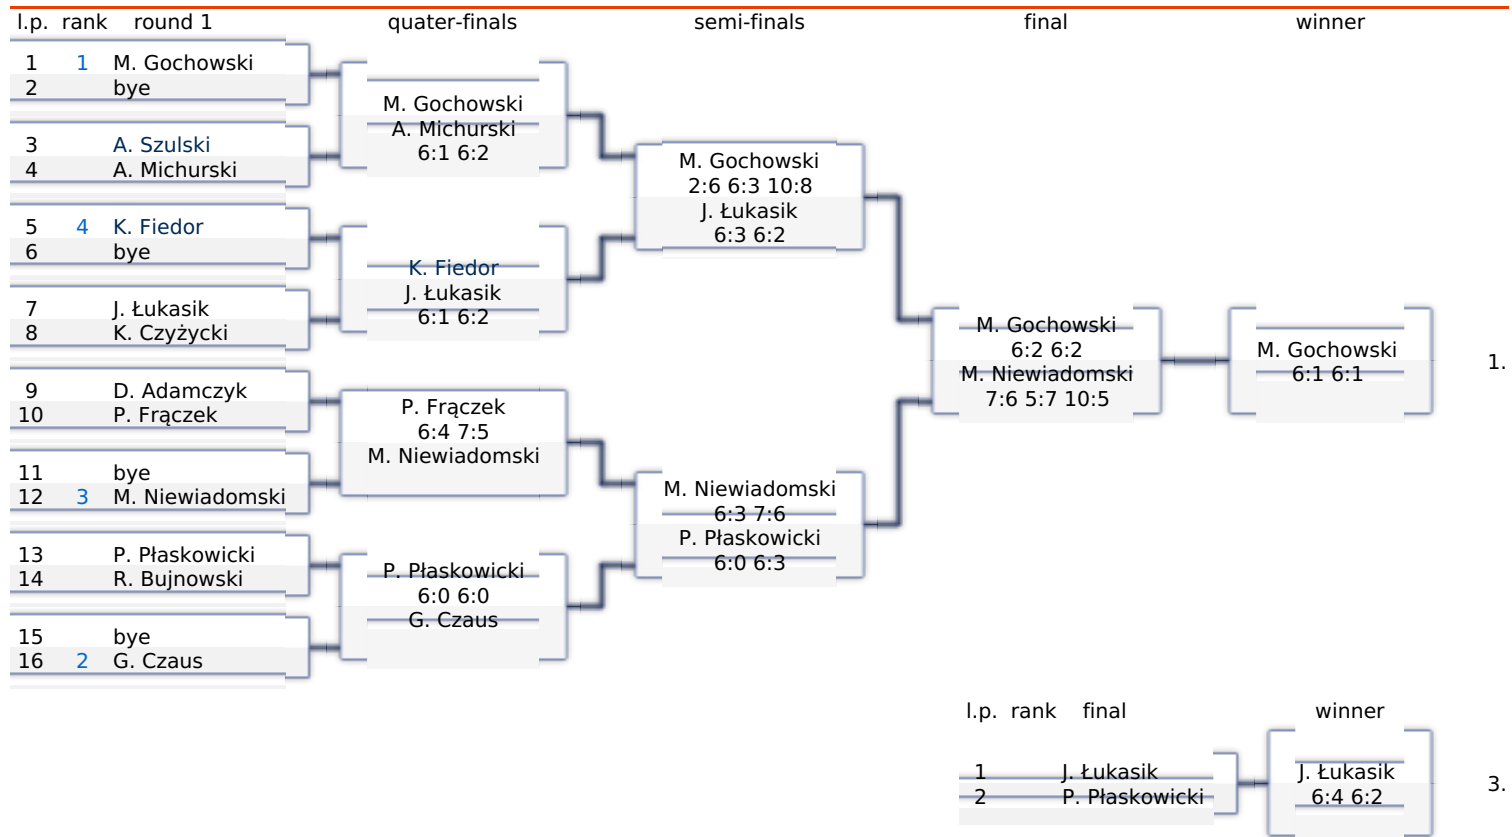 l.p. rank round 1 quater-finals semi-finals final winner
1 1 M. Gochowski
2 bye
3 A. Szulski
4 A. Michurski
5 4 K. Fiedor
6 bye
7 J. Łukasik
8 K. Czyżycki
9 D. Adamczyk
10 P. Frączek
11 bye
12 3 M. Niewiadomski
13 P. Płaskowicki
14 R. Bujnowski
15 bye
16 2 G. Czaus
M. Gochowski
A. Michurski
6:1 6:2
K. Fiedor
J. Łukasik
6:1 6:2
P. Frączek
6:4 7:5
M. Niewiadomski
P. Płaskowicki
6:0 6:0
G. Czaus
M. Gochowski
2:6 6:3 10:8
J. Łukasik
6:3 6:2
M. Niewiadomski
6:3 7:6
P. Płaskowicki
6:0 6:3
M. Gochowski
6:2 6:2
M. Niewiadomski
7:6 5:7 10:5
M. Gochowski
6:1 6:1
1.
l.p. rank final winner
1 J. Łukasik
2 P. Płaskowicki
J. Łukasik
6:4 6:2
3.